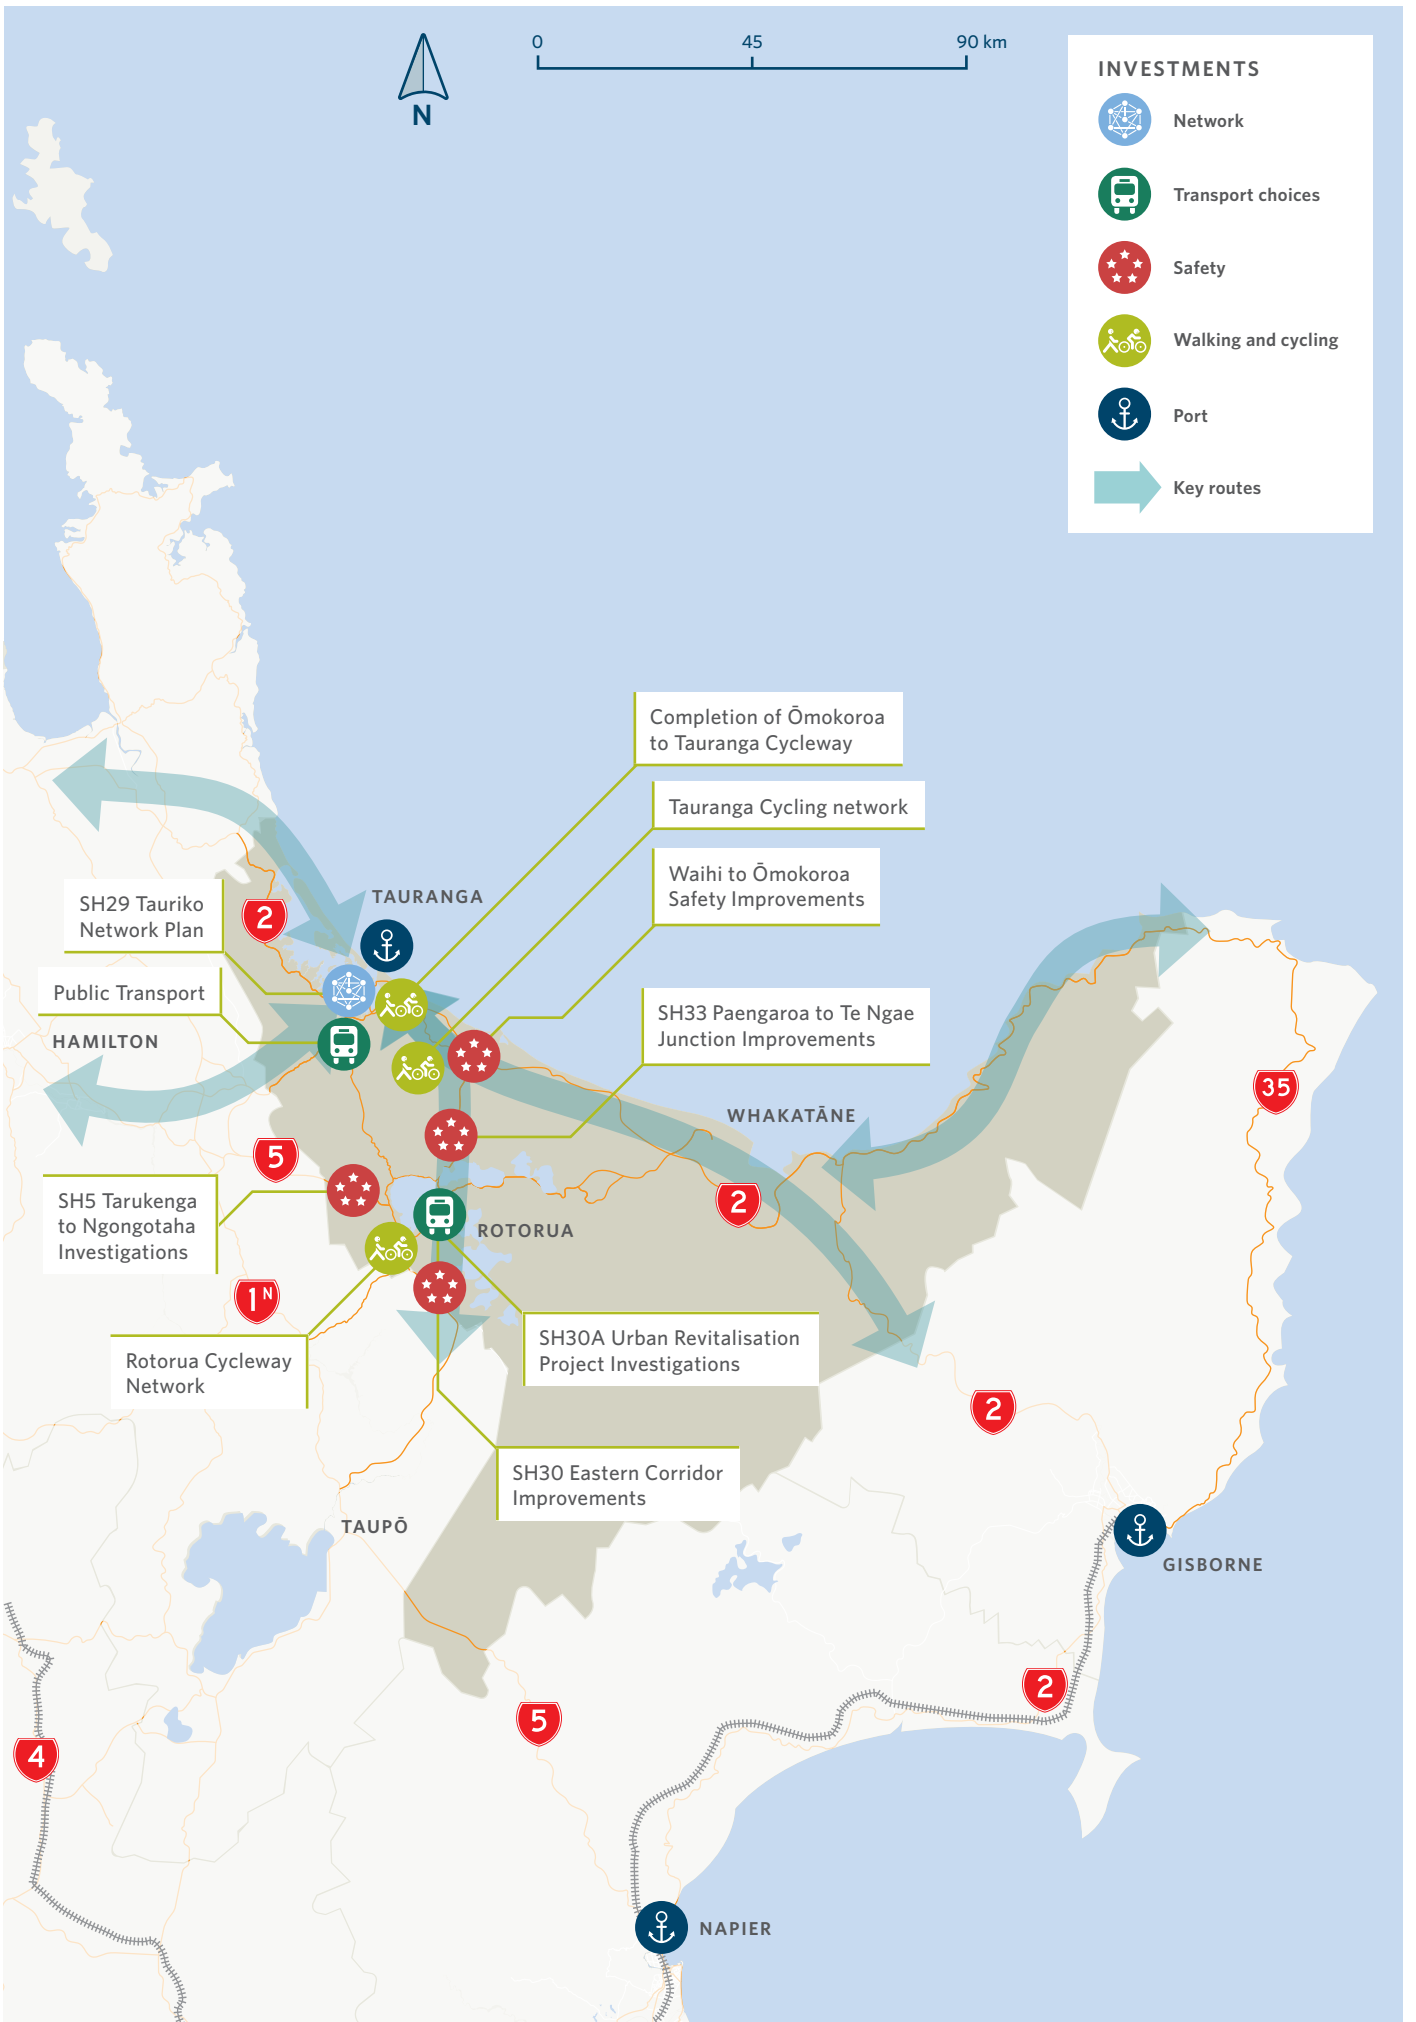 0
45
90 km
N
INVESTMENTS
Network
Transport choices
Safety
Walking and cycling
Port
Key routes
Completion of Ōmokoroa
to Tauranga Cycleway
Tauranga Cycling network
Waihi to Ōmokoroa
Safety Improvements
TAURANGA
SH29 Tauriko
Network Plan
2
Public Transport
HAMILTON
SH33 Paengaroa to Te Ngae
Junction Improvements
35
WHAKATĀNE
5
SH5 Tarukenga
to Ngongotaha
Investigations
2
ROTORUA
1N
Rotorua Cycleway
Network
SH30A Urban Revitalisation
Project Investigations
2
SH30 Eastern Corridor
Improvements
TAUPŌ
GISBORNE
2
5
4
NAPIER